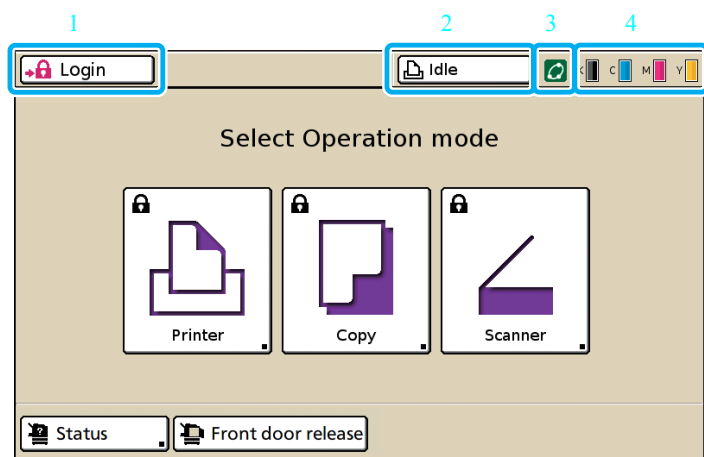 1 2 3 4
Login Idle K C M Y
Select Operation mode
Printer Copy Scanner
Status Front door release